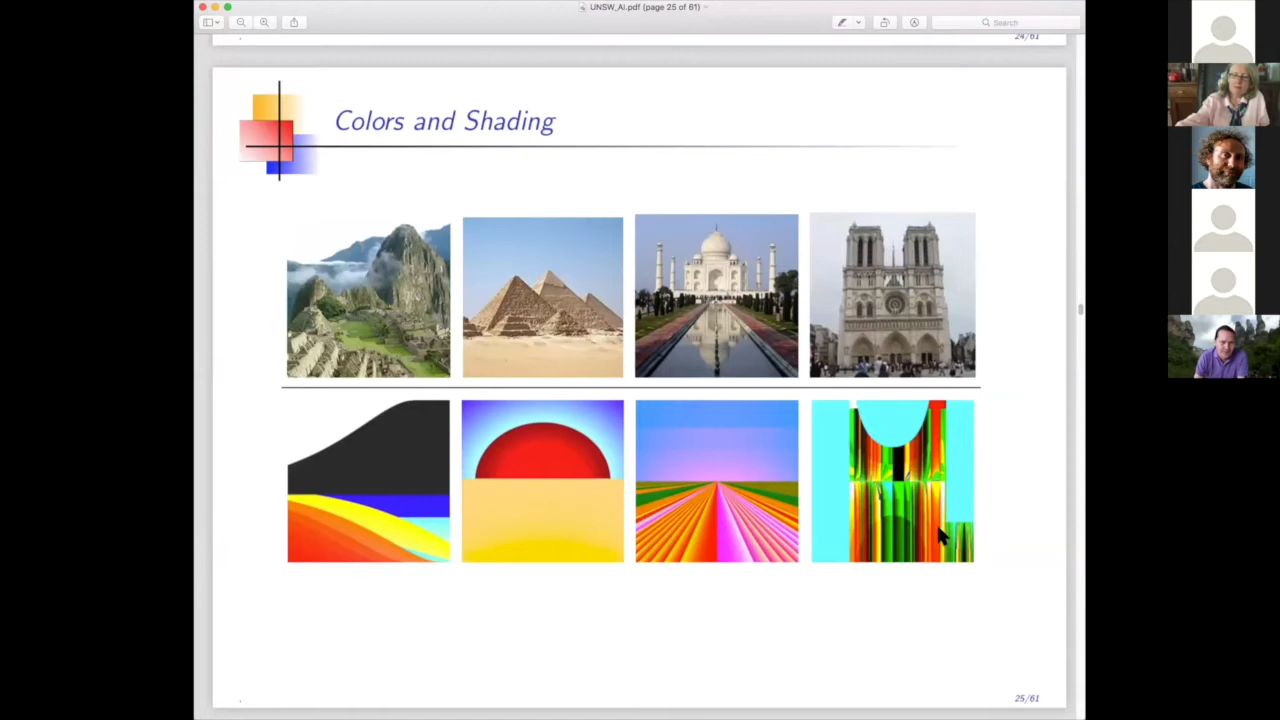 UNSW_AI.pdf (page 25 of 61)
Search
24/61
Colors and Shading
25/61